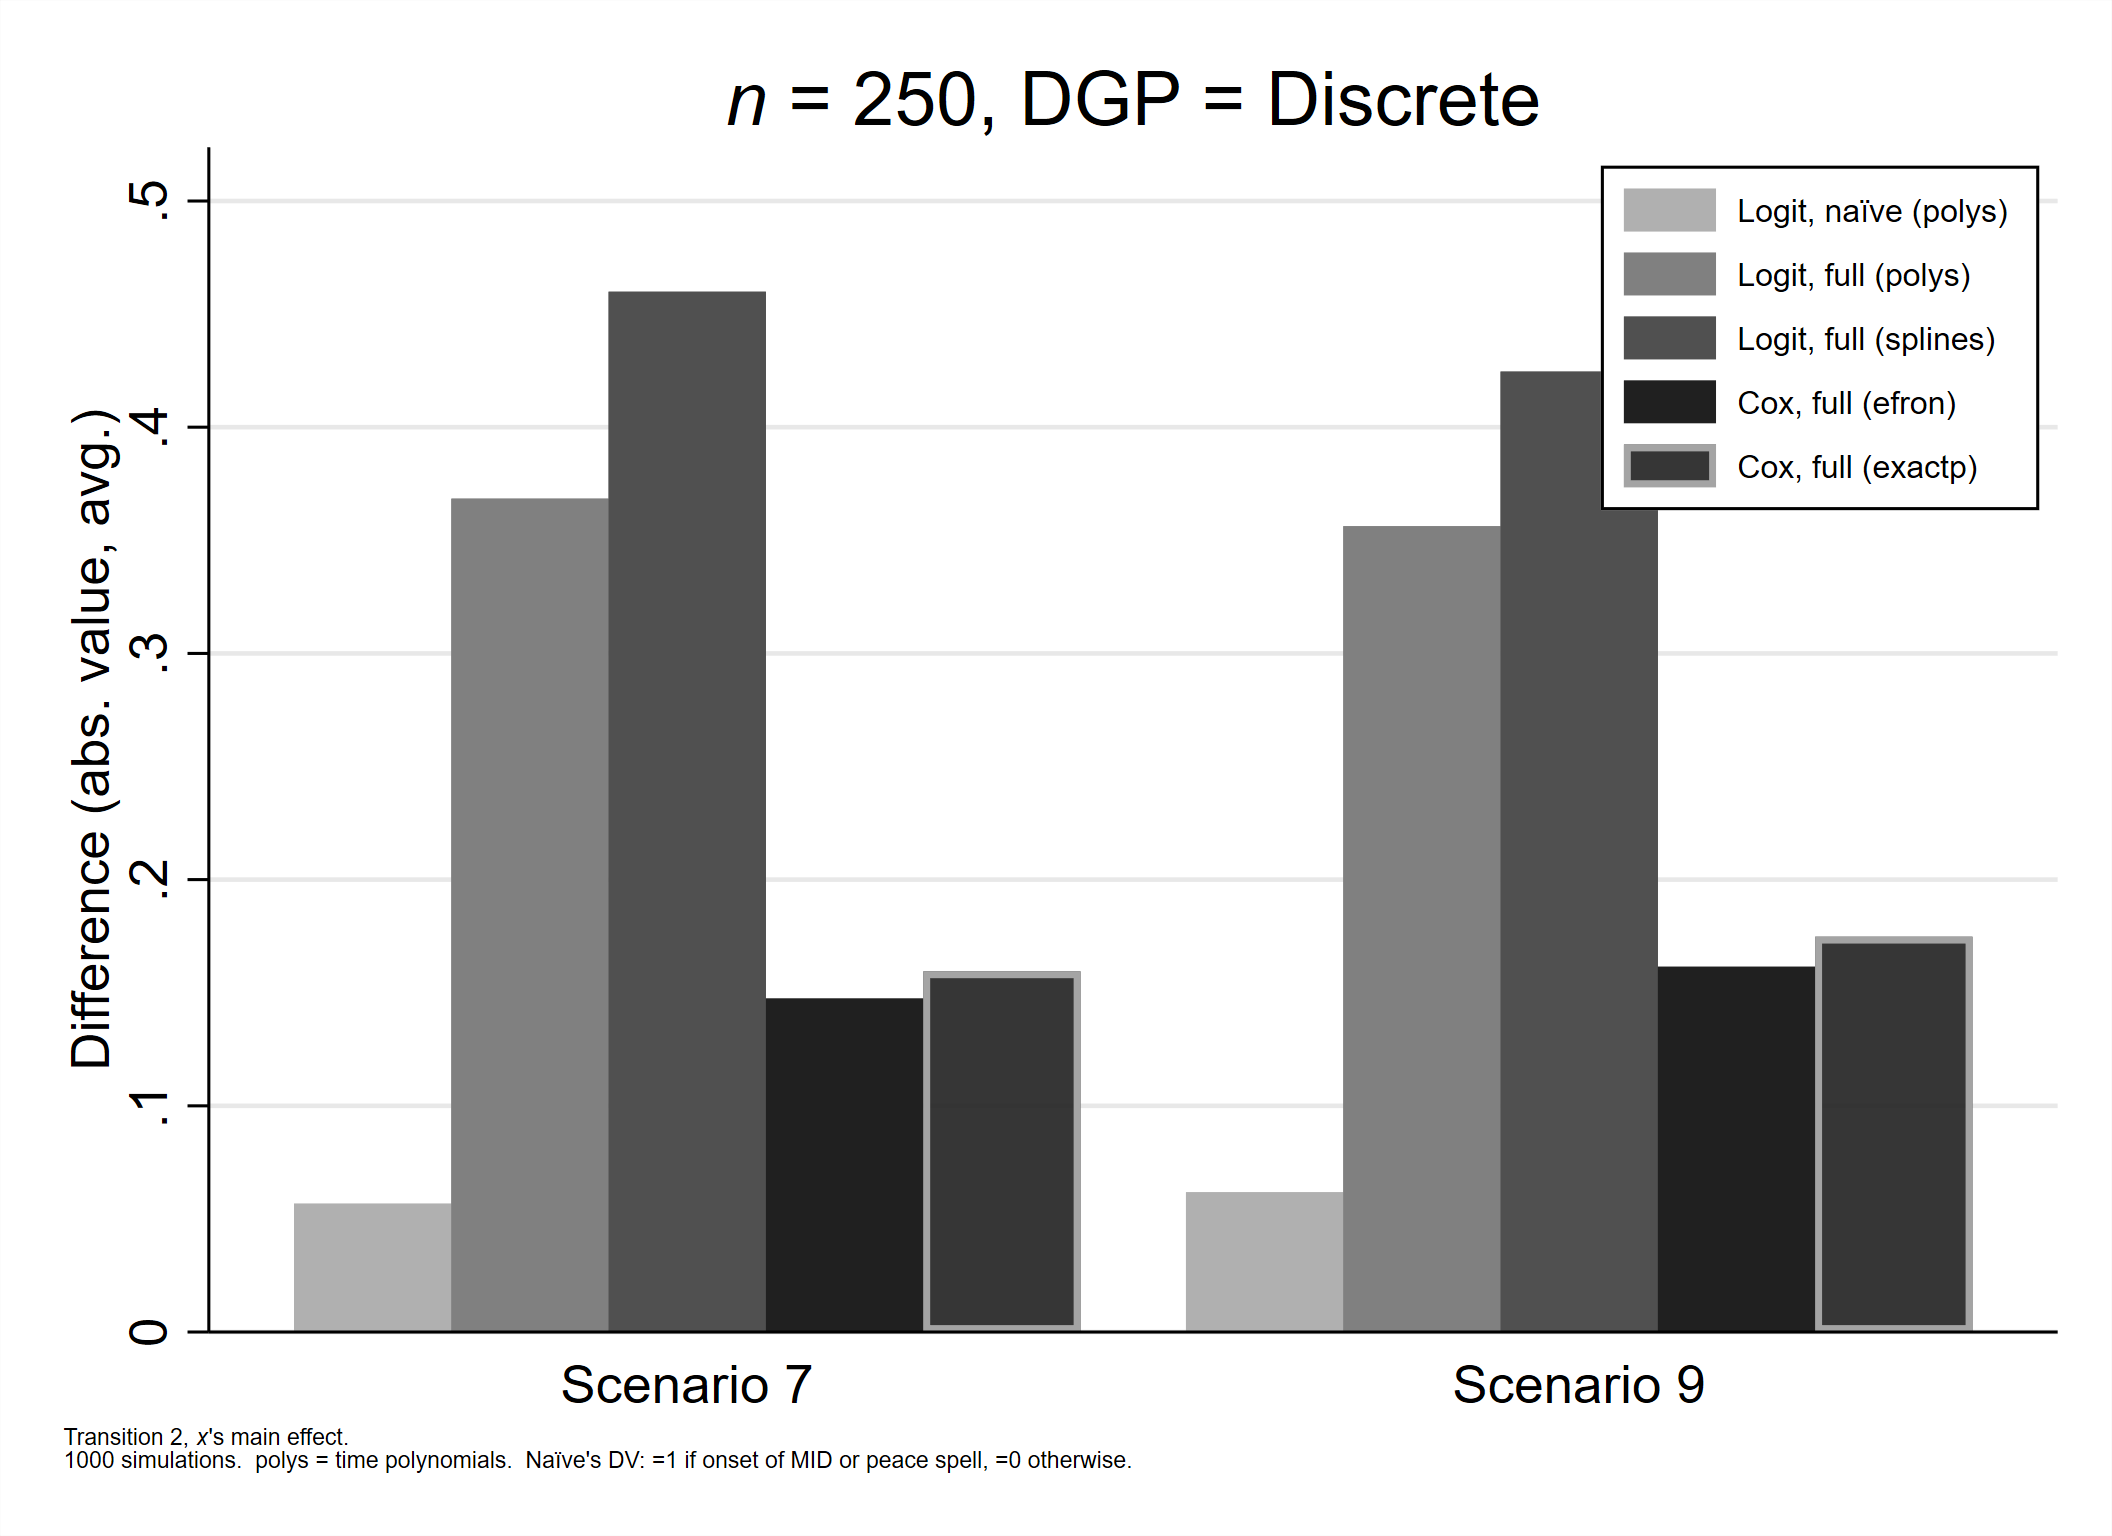 n = 250, DGP = Discrete
Difference (abs. value, avg.)
.5
.4
.3
.2
.1
0
Logit, naïve (polys)
Logit, full (polys)
Logit, full (splines)
Cox, full (efron)
Cox, full (exactp)
Scenario 7
Scenario 9
Transition 2, x's main effect.
1000 simulations.  polys = time polynomials.  Naïve's DV: =1 if onset of MID or peace spell, =0 otherwise.